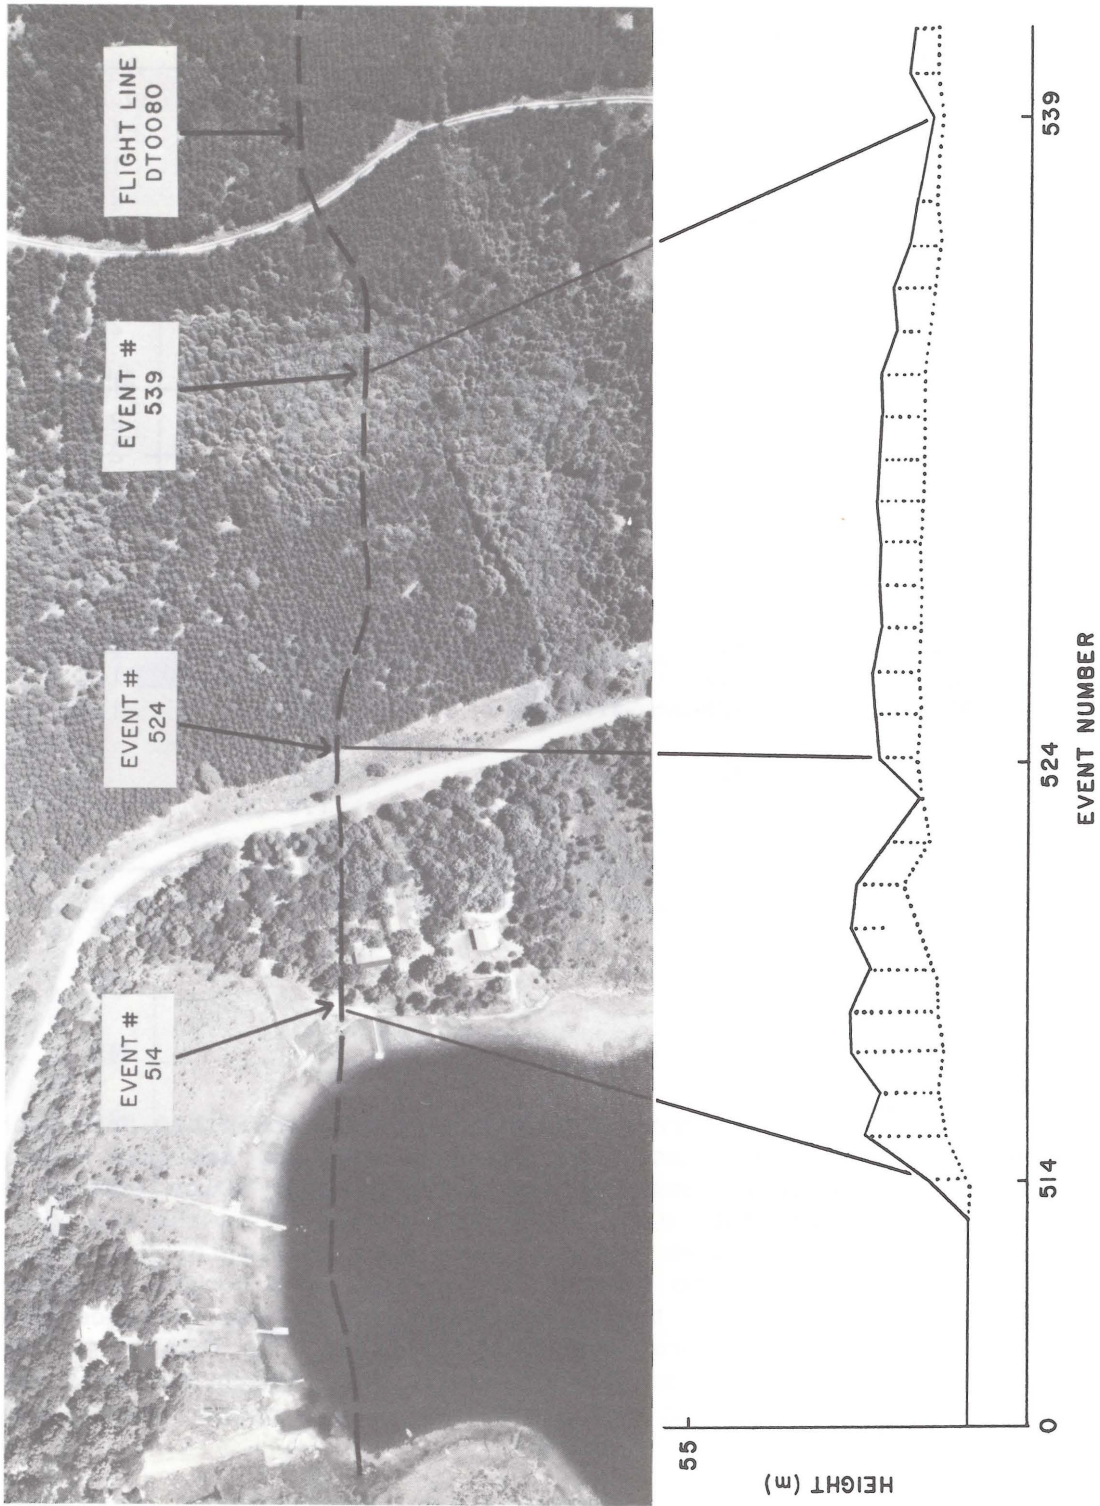 EVENT #
514
EVENT #
524
EVENT #
539
FLIGHT LINE
DT0080
HEIGHT (m)
55
0
514
524
539
EVENT NUMBER